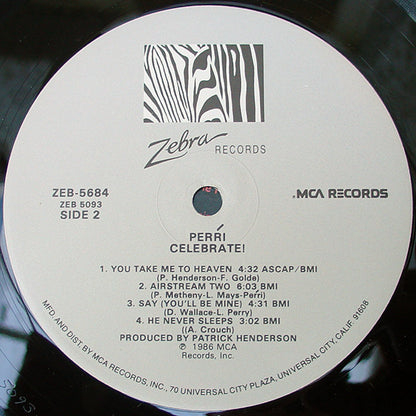 Zebra RECORDS
ZEB-5684
ZEB 5093
SIDE 2
MCA RECORDS
PERRÍ
CELEBRATE!
1. YOU TAKE ME TO HEAVEN 4:32 ASCAP/BMI
(P. Henderson-F. Golde)
2. AIRSTREAM TWO 6:03 BMI
(P. Metheny-L. Mays-Perri)
3. SAY (YOU'LL BE MINE) 4:31 BMI
(D. Wallace-L. Perry)
4. HE NEVER SLEEPS 3:02 BMI
((A. Crouch)
PRODUCED BY PATRICK HENDERSON
℗ 1986 MCA
Records, Inc.
MFD. AND DIST. BY MCA RECORDS, INC., 70 UNIVERSAL CITY PLAZA, UNIVERSAL CITY, CALIF. 91608